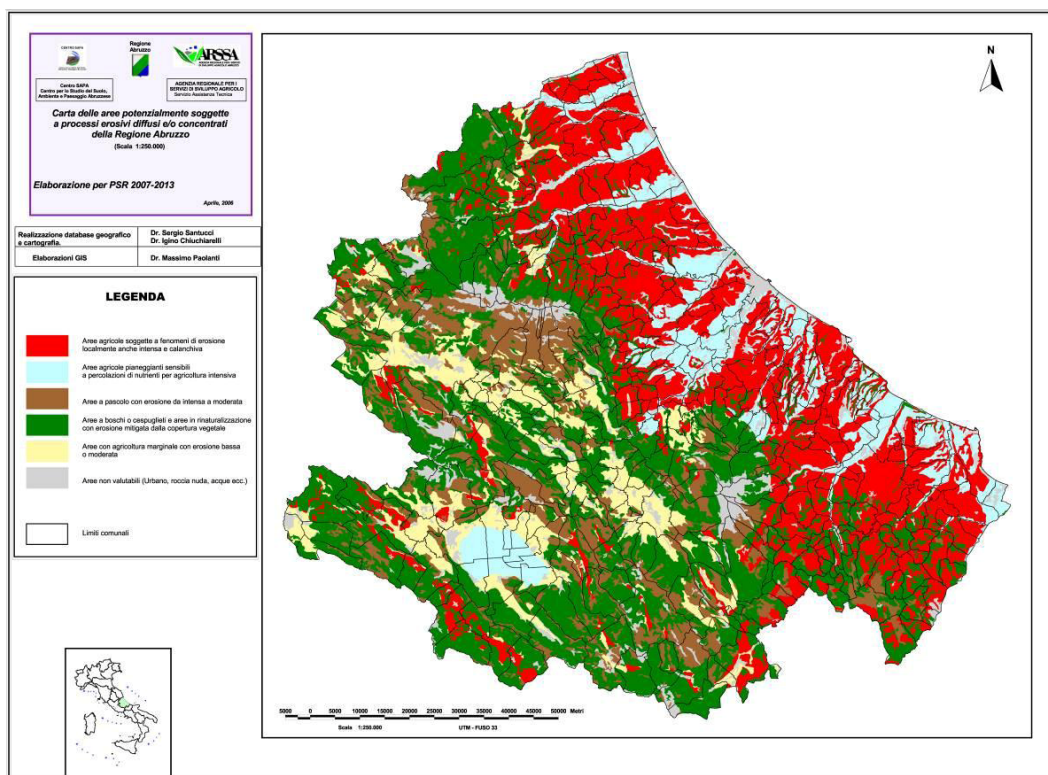 CENTRO SAPA
Regione
Abruzzo
ARSSA
Centro SAPA
Centro per lo Studio del Suolo,
Ambiente e Paesaggio Abruzzese
AGENZIA REGIONALE PER I
SERVIZI DI SVILUPPO AGRICOLO
Servizio Assistenza Tecnica
Carta delle aree potenzialmente soggette
a processi erosivi diffusi e/o concentrati
della Regione Abruzzo
(Scala 1:250.000)
Elaborazione per PSR 2007-2013
Aprile, 2006
Realizzazione database geografico
e cartografia.
Dr. Sergio Santucci
Dr. Igino Chiuchiarelli
Elaborazioni GIS
Dr. Massimo Paolanti
LEGENDA
Aree agricole soggette a fenomeni di erosione
localmente anche intensa e calanchiva
Aree agricole pianeggianti sensibili
a percolazioni di nutrienti per agricoltura intensiva
Aree a pascolo con erosione da intensa a moderata
Aree a boschi o cespuglieti e aree in rinaturalizzazione
con erosione mitigata dalla copertura vegetale
Aree con agricoltura marginale con erosione bassa
o moderata
Aree non valutabili (Urbano, roccia nuda, acque ecc.)
Limiti comunali
N
5000 0 5000 10000 15000 20000 25000 30000 35000 40000 45000 50000 Metri
Scala 1:250.000
UTM - FUSO 33